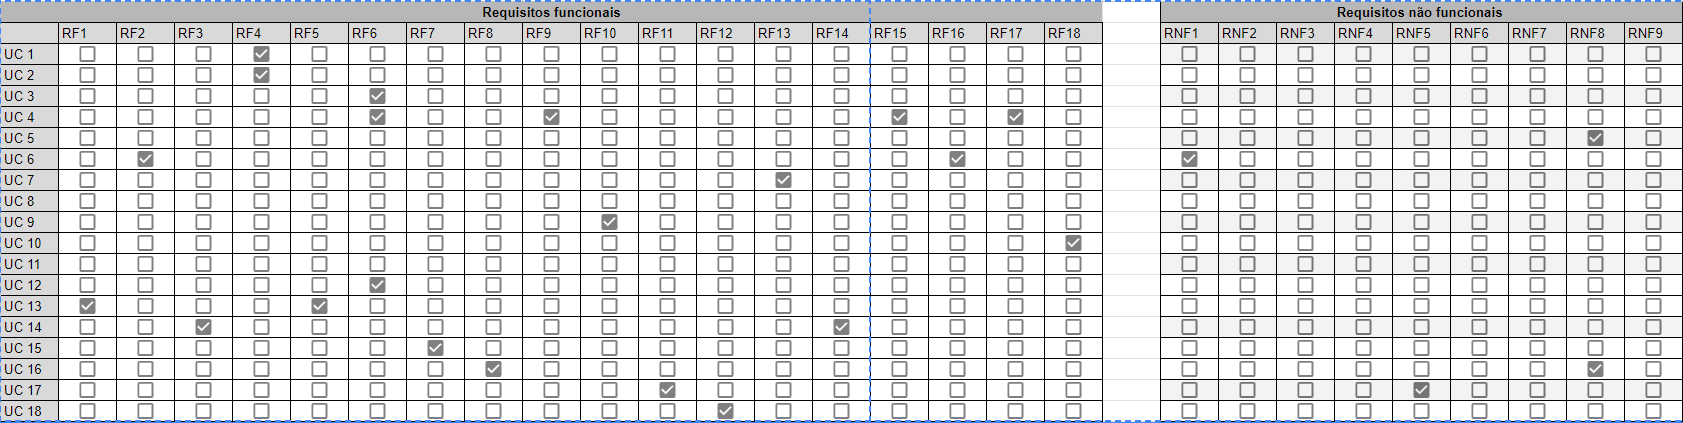 Requisitos funcionais Requisitos não funcionais
RF1 RF2 RF3 RF4 RF5 RF6 RF7 RF8 RF9 RF10 RF11 RF12 RF13 RF14 RF15 RF16 RF17 RF18 RNF1 RNF2 RNF3 RNF4 RNF5 RNF6 RNF7 RNF8 RNF9
UC 1
UC 2
UC 3
UC 4
UC 5
UC 6
UC 7
UC 8
UC 9
UC 10
UC 11
UC 12
UC 13
UC 14
UC 15
UC 16
UC 17
UC 18